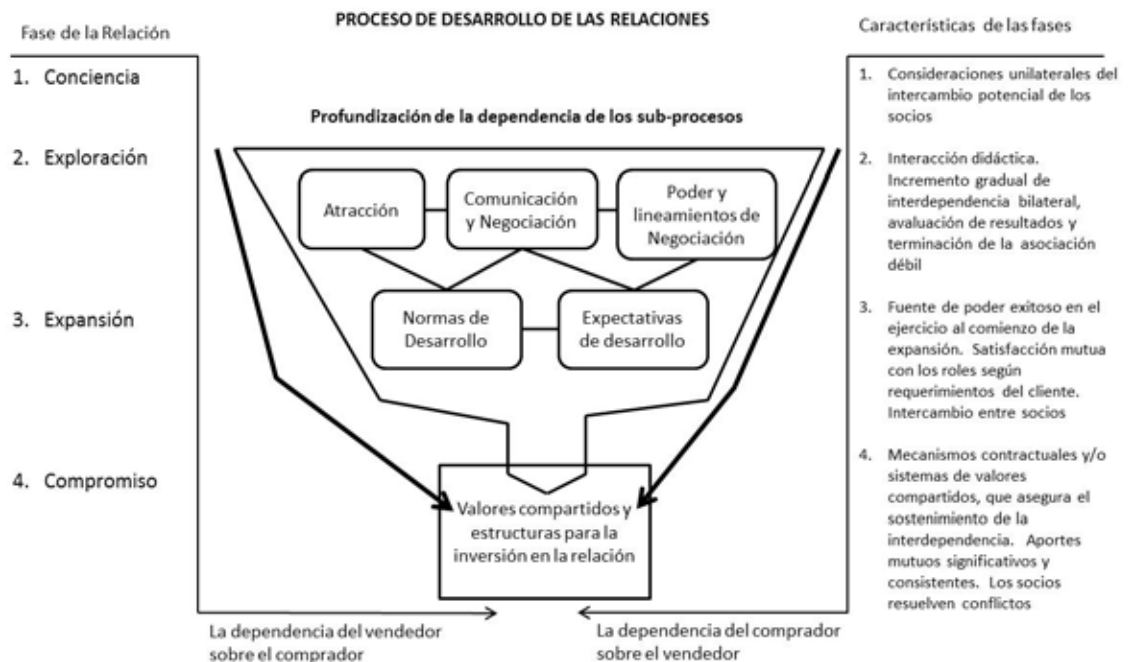 PROCESO DE DESARROLLO DE LAS RELACIONES
Fase de la Relación
Características de las fases
1. Conciencia
2. Exploración
3. Expansión
4. Compromiso
Profundización de la dependencia de los sub-procesos
Atracción
Comunicación
y Negociación
Poder y
lineamientos de
Negociación
Normas de
Desarrollo
Expectativas
de desarrollo
Valores compartidos y
estructuras para la
inversión en la relación
La dependencia del vendedor
sobre el comprador
La dependencia del comprador
sobre el vendedor
1. Consideraciones unilaterales del
intercambio potencial de los
socios
2. Interacción didáctica.
Incremento gradual de
interdependencia bilateral,
avaluación de resultados y
terminación de la asociación
débil
3. Fuente de poder exitoso en el
ejercicio al comienzo de la
expansión. Satisfacción mutua
con los roles según
requerimientos del cliente.
Intercambio entre socios
4. Mecanismos contractuales y/o
sistemas de valores
compartidos, que asegura el
sostenimiento de la
interdependencia. Aportes
mutuos significativos y
consistentes. Los socios
resuelven conflictos